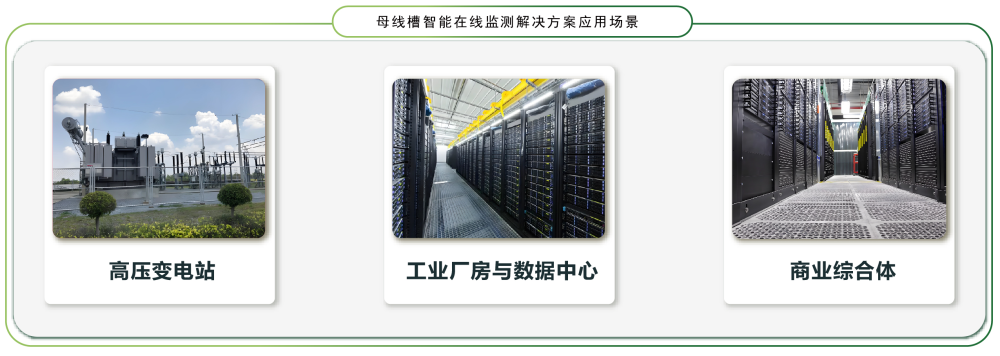 母线槽智能在线监测解决方案应用场景
高压变电站
工业厂房与数据中心
商业综合体